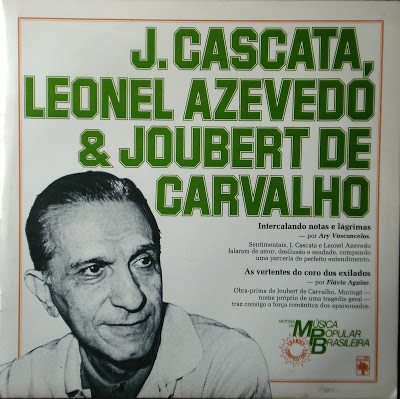 J. CASCATA,
LEONEL AZEVEDO
& JOUBERT DE
CARVALHO
Intercalando notas e lágrimas
— por Ary Vasconcelos.
Sentimentais, J. Cascata e Leonel Azevedo
falaram de amor, desilusão e saudade, compondo
uma parceria de perfeito entendimento.
As vertentes do coro dos exilados
— por Flávio Aguiar.
Obra-prima de Joubert de Carvalho, Maringá —
nome próprio de uma tragédia geral —
traz consigo a força romântica dos apaixonados.
HISTÓRIA DA
MÚSICA
POPULAR
BRASILEIRA